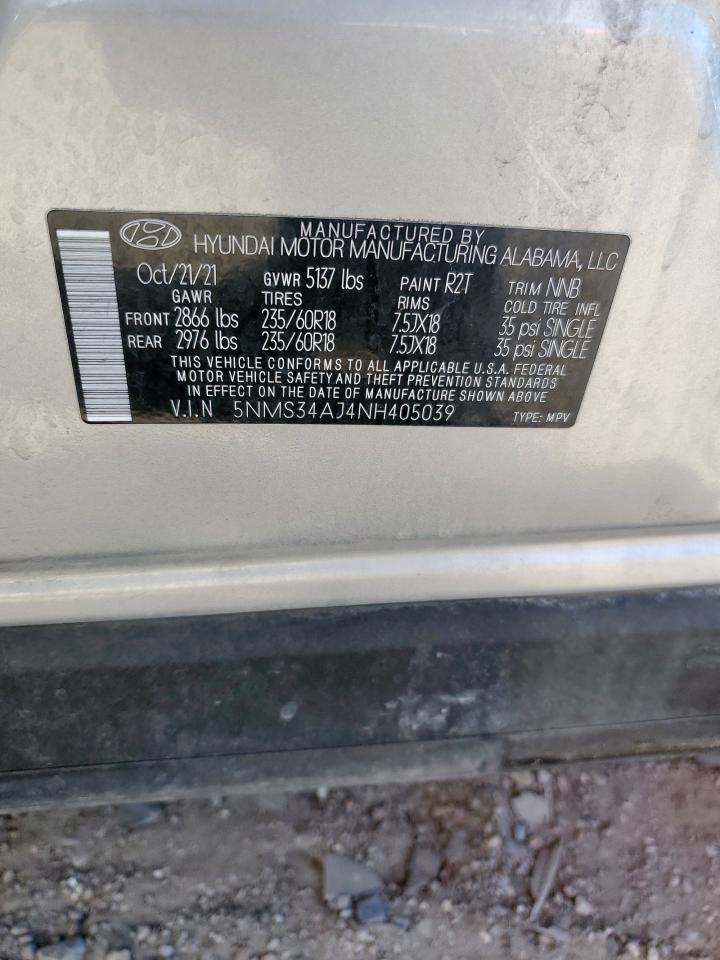 MANUFACTURED BY
HYUNDAI MOTOR MANUFACTURING ALABAMA, LLC
Oct/21/21 GVWR 5137 lbs PAINT R2T TRIM NNB
GAWR TIRES RIMS COLD TIRE INFL
FRONT 2866 lbs 235/60R18 7.5JX18 35 psi SINGLE
REAR 2976 lbs 235/60R18 7.5JX18 35 psi SINGLE
THIS VEHICLE CONFORMS TO ALL APPLICABLE U.S.A. FEDERAL
MOTOR VEHICLE SAFETY AND THEFT PREVENTION STANDARDS
IN EFFECT ON THE DATE OF MANUFACTURE SHOWN ABOVE
V.I.N 5NMS34AJ4NH405039 TYPE: MPV